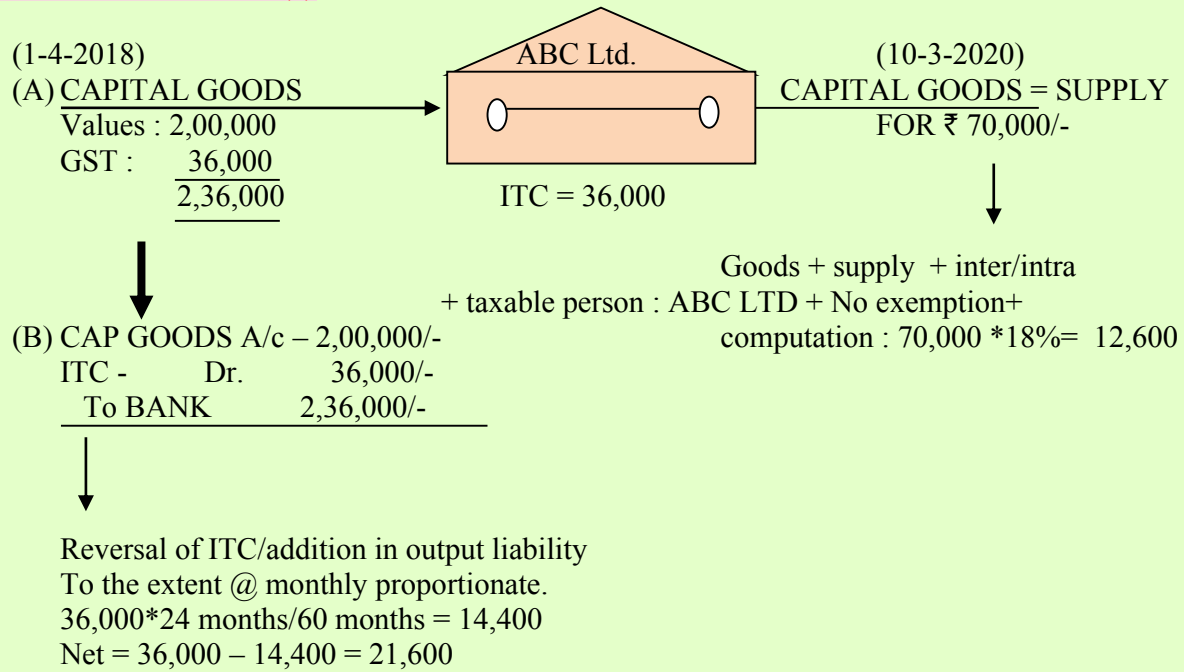 (1-4-2018)
(A) CAPITAL GOODS
Values : 2,00,000
GST : 36,000
2,36,000
ABC Ltd.
ITC = 36,000
(10-3-2020)
CAPITAL GOODS = SUPPLY
FOR ₹ 70,000/-
Goods + supply + inter/intra
+ taxable person : ABC LTD + No exemption+
computation : 70,000 *18%= 12,600
(B) CAP GOODS A/c – 2,00,000/-
ITC - Dr. 36,000/-
To BANK 2,36,000/-
Reversal of ITC/addition in output liability
To the extent @ monthly proportionate.
36,000*24 months/60 months = 14,400
Net = 36,000 – 14,400 = 21,600